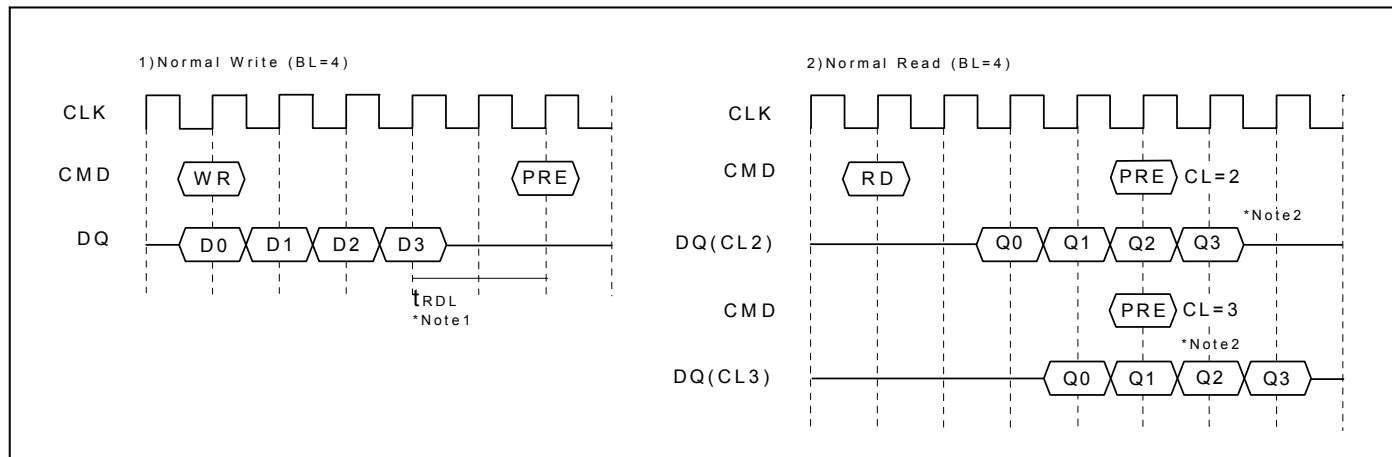 1)Normal Write (BL=4)
CLK
CMD
WR
PRE
DQ
D0 D1 D2 D3
tRDL
*Note1
2)Normal Read (BL=4)
CLK
CMD
RD
PRE CL=2
*Note2
DQ(CL2)
Q0 Q1 Q2 Q3
CMD
PRE CL=3
*Note2
DQ(CL3)
Q0 Q1 Q2 Q3